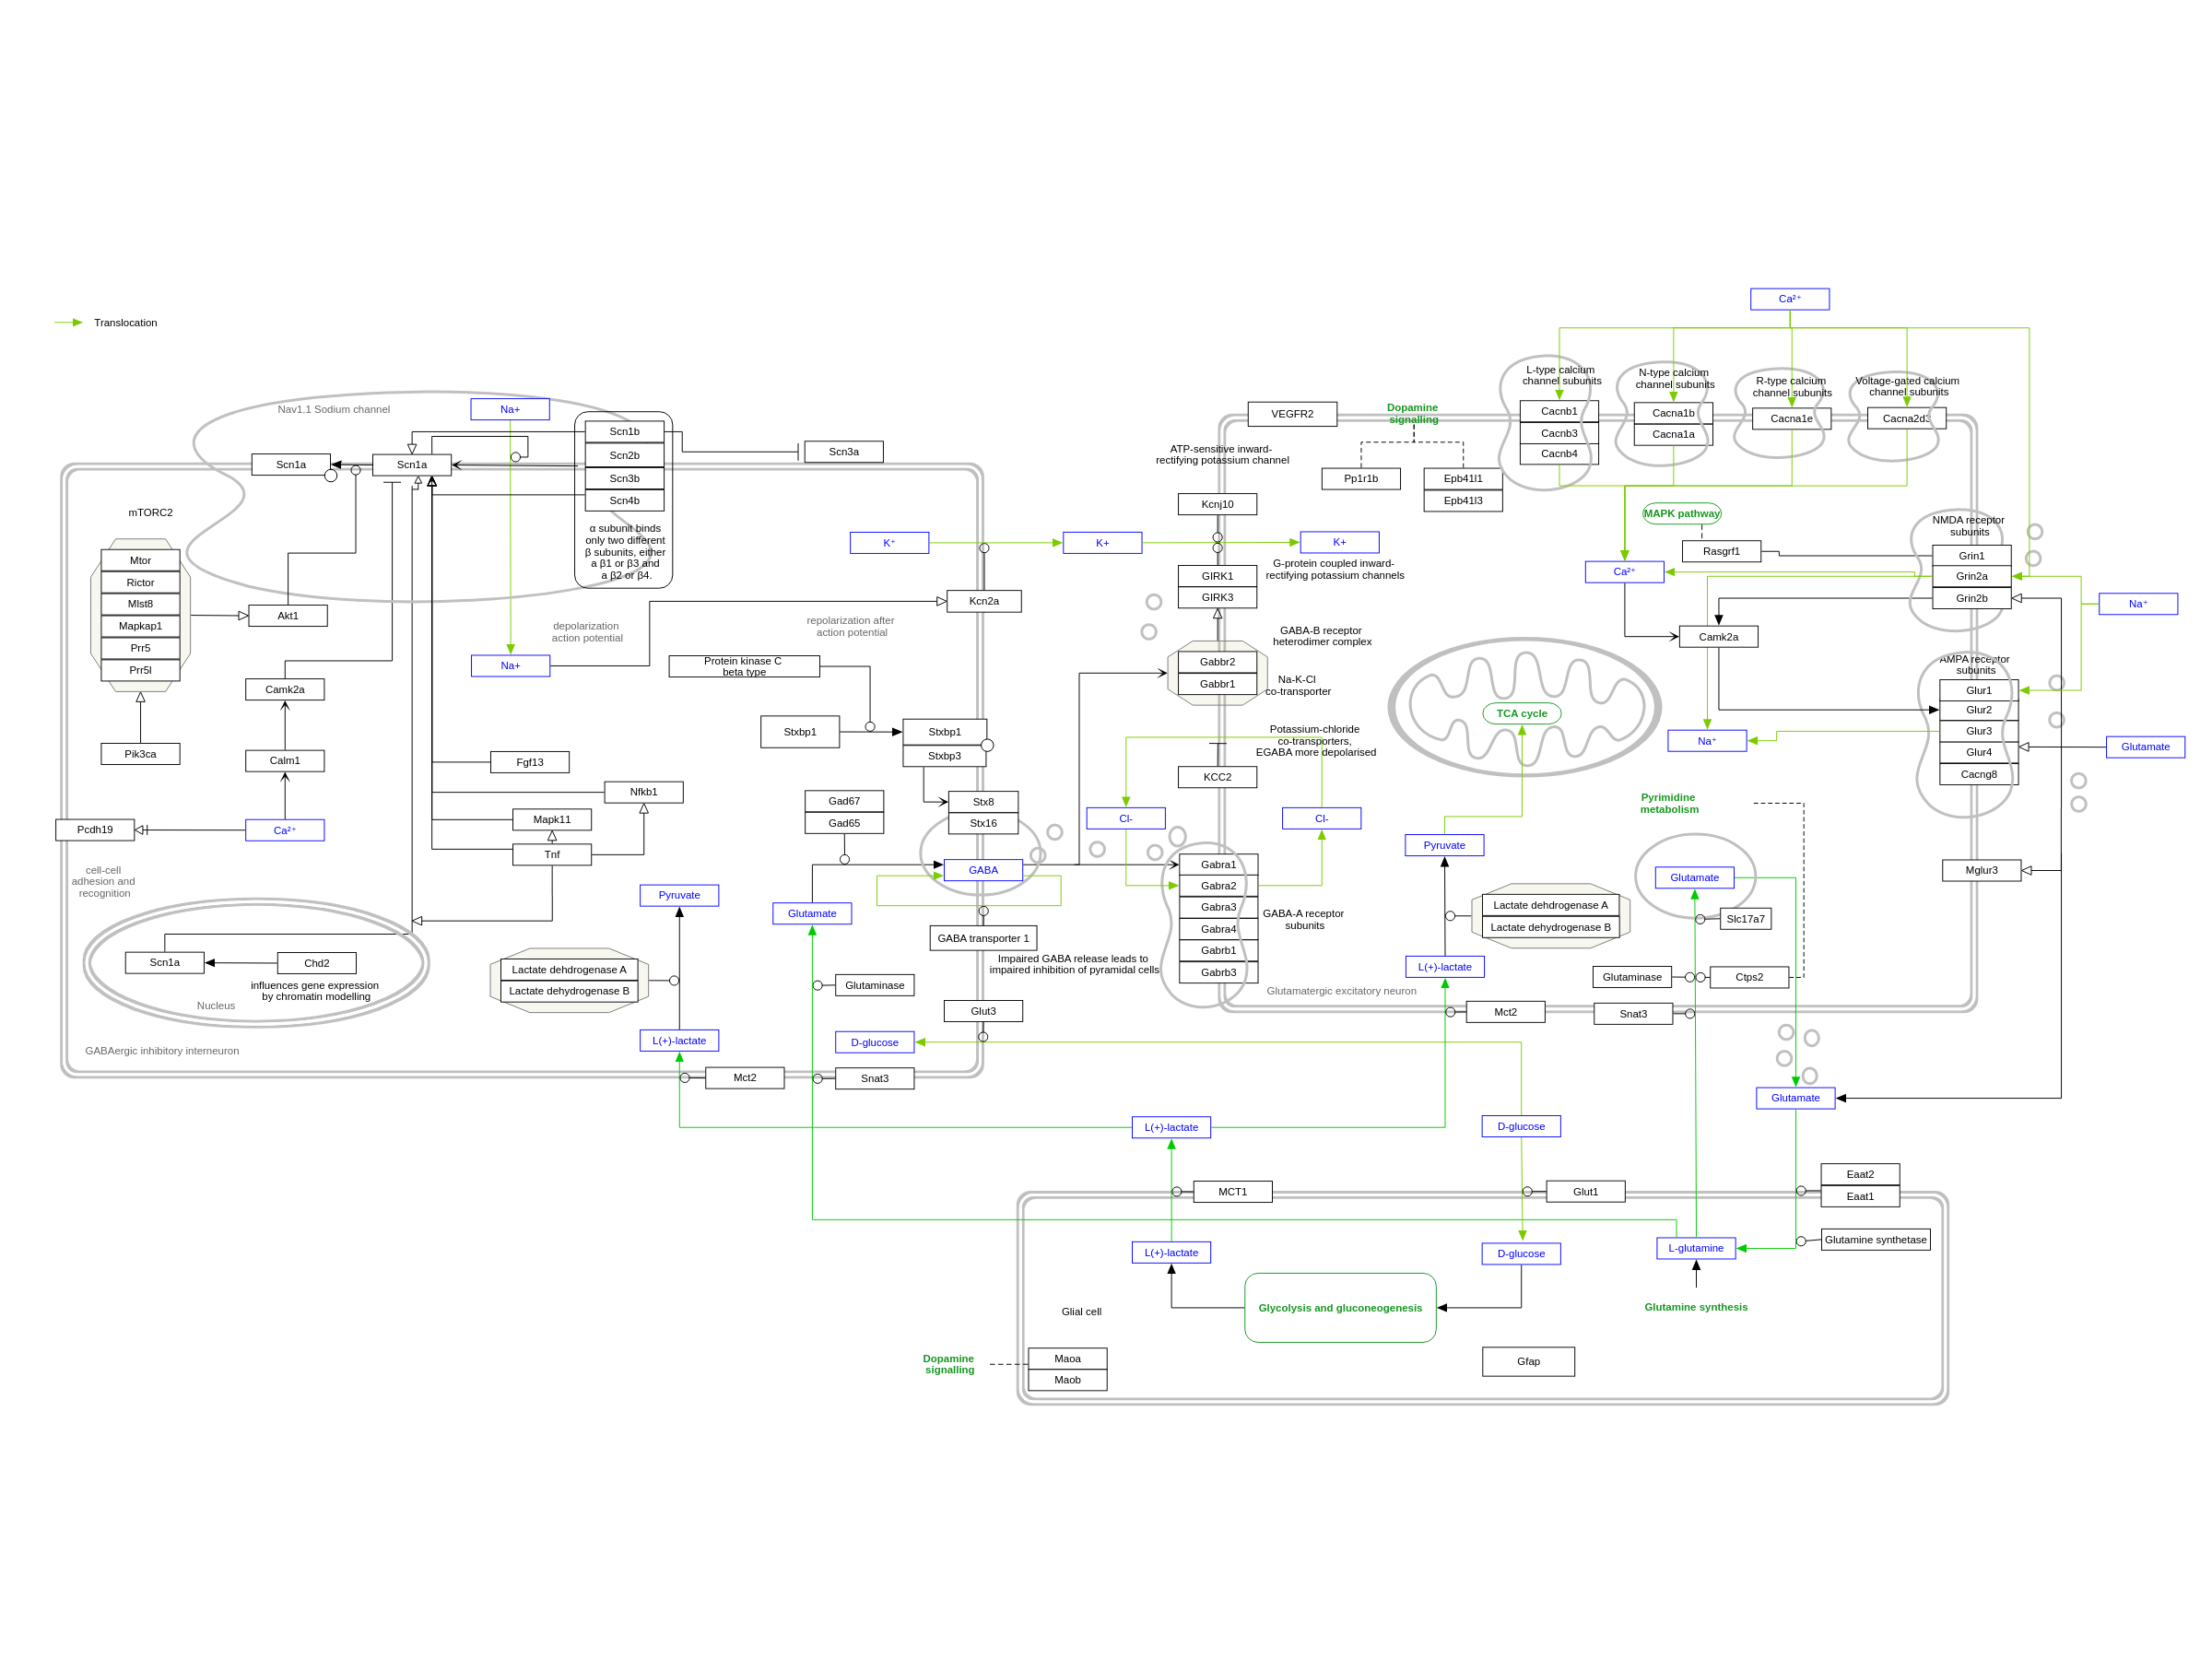 Ca²⁺
Translocation
L-type calcium
channel subunits
N-type calcium
channel subunits
R-type calcium
channel subunits
Voltage-gated calcium
channel subunits
Nav1.1 Sodium channel
Na+
VEGFR2
Dopamine
signalling
Cacnb1
Cacnb3
Cacnb4
Cacna1b
Cacna1a
Cacna1e
Cacna2d3
Scn1b
Scn2b
Scn3b
Scn4b
Scn3a
Scn1a
Scn1a
ATP-sensitive inward-
rectifying potassium channel
Pp1r1b
Epb41l1
Epb41l3
Kcnj10
mTORC2
α subunit binds
only two different
β subunits, either
a β1 or β3 and
a β2 or β4.
MAPK pathway
NMDA receptor
subunits
Mtor
Rictor
Mlst8
Mapkap1
Prr5
Prr5l
K⁺
K+
K+
Rasgrf1
Grin1
Grin2a
Grin2b
G-protein coupled inward-
rectifying potassium channels
GIRK1
GIRK3
Ca²⁺
Na⁺
Akt1
Kcn2a
depolarization
action potential
repolarization after
action potential
GABA-B receptor
heterodimer complex
Camk2a
Na+
Protein kinase C
beta type
Gabbr2
Gabbr1
Na-K-Cl
co-transporter
AMPA receptor
subunits
Camk2a
Glur1
Glur2
Glur3
Glur4
Cacng8
TCA cycle
Pik3ca
Calm1
Stxbp1
Stxbp1
Stxbp3
Potassium-chloride
co-transporters,
EGABA more depolarised
Na⁺
Glutamate
Fgf13
KCC2
Nfkb1
Gad67
Gad65
Stx8
Stx16
Pyrimidine
metabolism
Pcdh19
Ca²⁺
Mapk11
Tnf
Cl-
Cl-
Pyruvate
cell-cell
adhesion and
recognition
GABA
Gabra1
Gabra2
Gabra3
Gabra4
Gabrb1
Gabrb3
Glutamate
Mglur3
Pyruvate
Glutamate
GABA-A receptor
subunits
Lactate dehdrogenase A
Lactate dehydrogenase B
Slc17a7
GABA transporter 1
Impaired GABA release leads to
impaired inhibition of pyramidal cells
Scn1a
Chd2
influences gene expression
by chromatin modelling
Nucleus
Lactate dehdrogenase A
Lactate dehydrogenase B
Glutaminase
L(+)-lactate
Glutaminase
Ctps2
Glutamatergic excitatory neuron
Glut3
Mct2
Snat3
GABAergic inhibitory interneuron
L(+)-lactate
D-glucose
Mct2
Snat3
Glutamate
L(+)-lactate
D-glucose
MCT1
Glut1
Eaat2
Eaat1
L(+)-lactate
D-glucose
L-glutamine
Glutamine synthetase
Glial cell
Glycolysis and gluconeogenesis
Glutamine synthesis
Dopamine
signalling
Maoa
Maob
Gfap